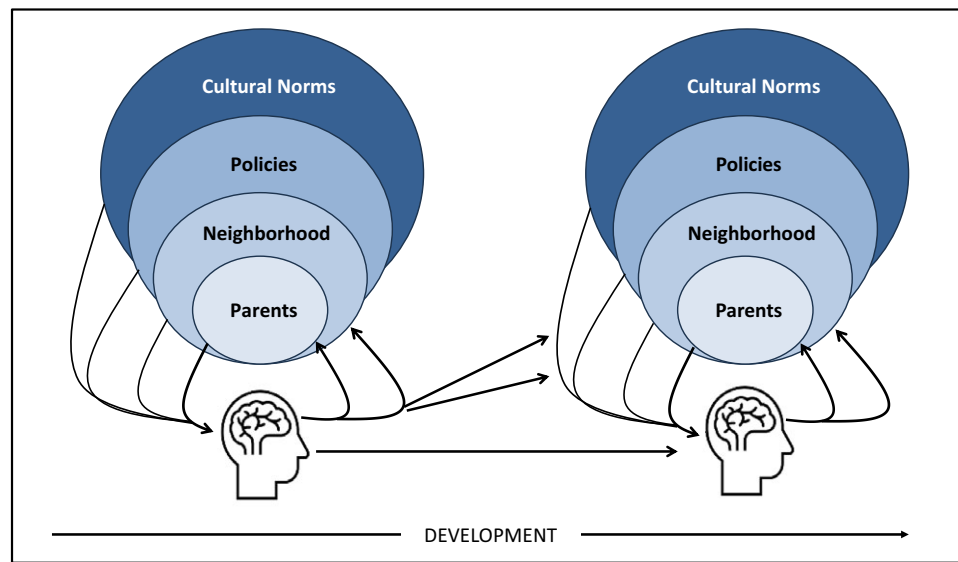 Cultural Norms
Policies
Neighborhood
Parents
Cultural Norms
Policies
Neighborhood
Parents
DEVELOPMENT